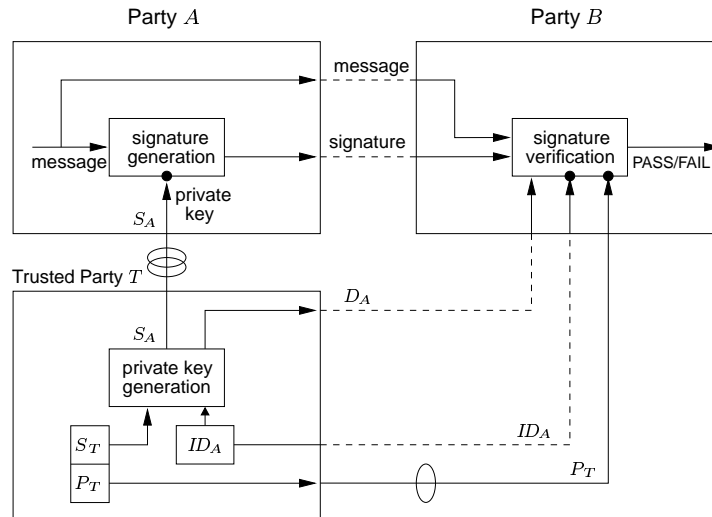 Party A
Party B
message
signature
generation
message
private
key
S_A
message
signature
signature
verification
PASS/FAIL
Trusted Party T
S_A
private key
generation
S_T
P_T
ID_A
D_A
ID_A
P_T